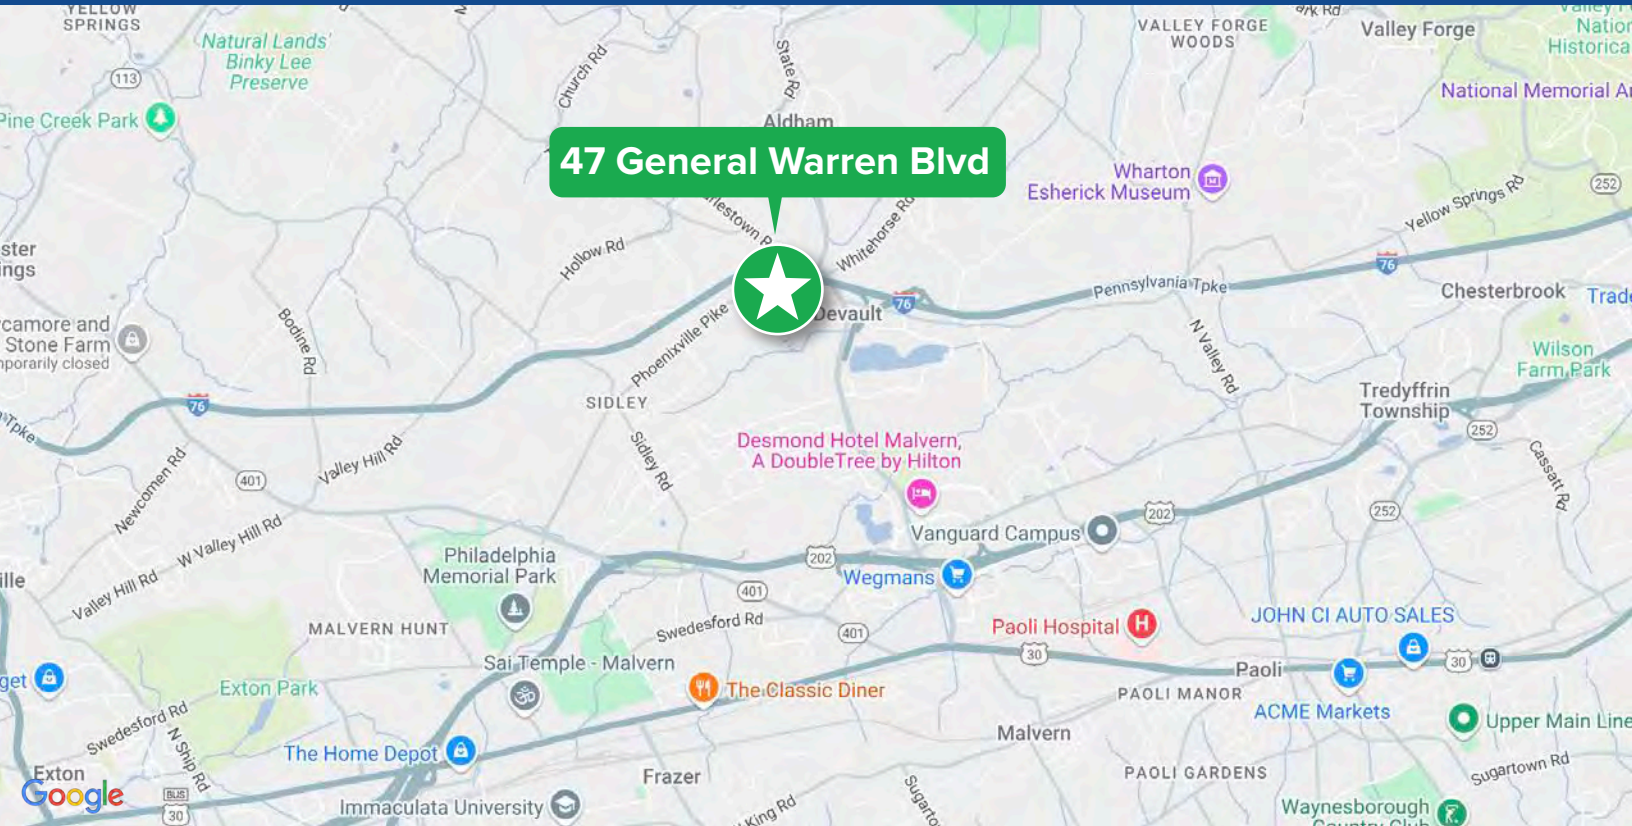 YELLOW
SPRINGS
Natural Lands'
Binky Lee
Preserve
113
Pine Creek Park
Church Rd
State Rd
Aldham
47 General Warren Blvd
VALLEY FORGE
WOODS
Valley Forge
Historica
National Memorial
Wharton
Esherick Museum
252
Yellow Springs Rd
Hollow Rd
Whitehorse Rd
76
Pennsylvania Tpke
76
Chesterbrook
Devault
Phoenixville Pike
Bodine Rd
Stone Farm
N Valley Rd
Wilson
Farm Park
76
SIDLEY
Tredyffrin
Township
252
Tpke
Valley Hill Rd
Sidley Rd
Desmond Hotel Malvern,
A DoubleTree by Hilton
Cassatt Rd
Newcomen Rd
401
252
202
W Valley Hill Rd
Vanguard Campus
Philadelphia
Memorial Park
202
Wegmans
Valley Hill Rd
401
Swedesford Rd
401
MALVERN HUNT
Paoli Hospital
JOHN CI AUTO SALES
30
30
Sai Temple - Malvern
Paoli
Exton Park
The Classic Diner
PAOLI MANOR
ACME Markets
Upper Main Line
Swedesford Rd
N Ship Rd
Malvern
The Home Depot
Exton
Frazer
PAOLI GARDENS
Sugartown Rd
Google
BUS
30
Immaculata University
King Rd
Waynesborough
Country Club